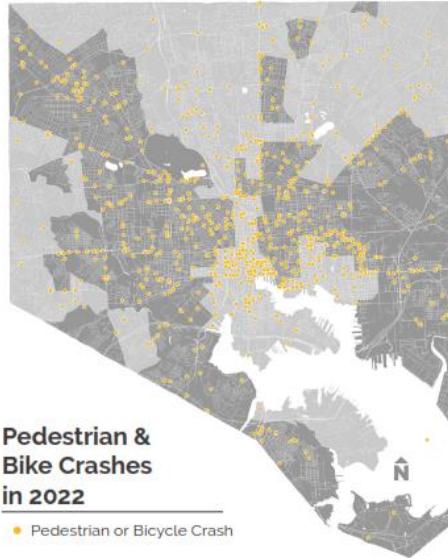 N
Pedestrian &
Bike Crashes
in 2022
Pedestrian or Bicycle Crash